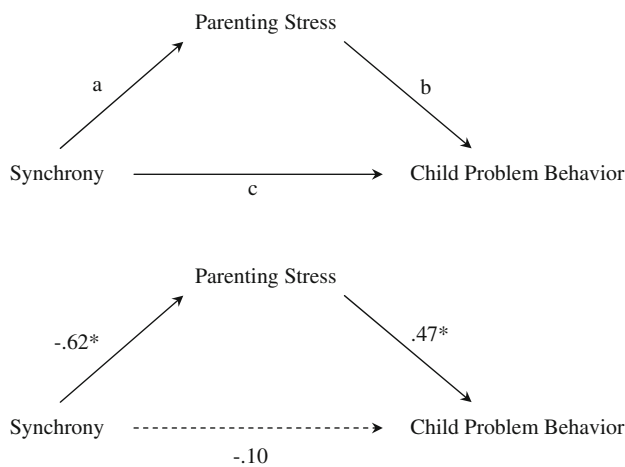 Parenting Stress
a
b
Synchrony
Child Problem Behavior
c
Parenting Stress
-.62*
.47*
Synchrony
Child Problem Behavior
-.10